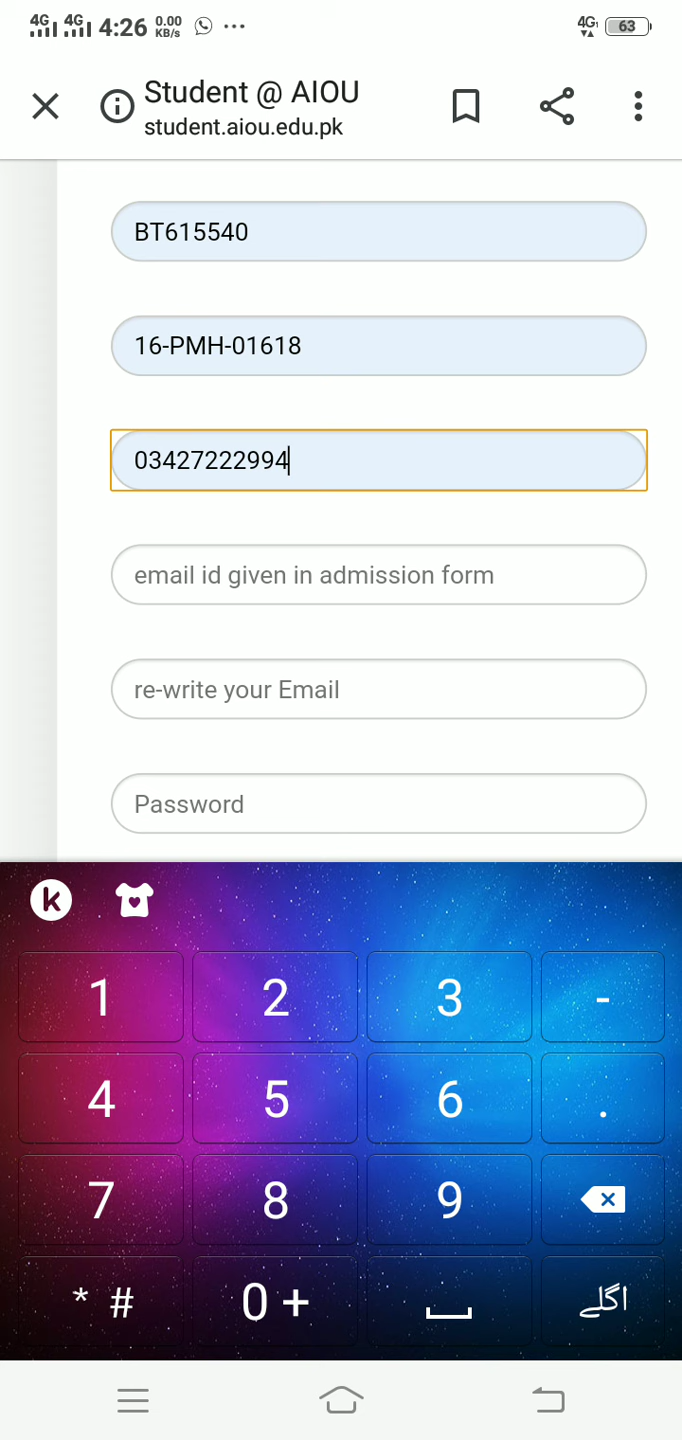 4G 4G 4:26 0.00 KB/s ... 4G 63
Student @ AIOU
student.aiou.edu.pk
BT615540
16-PMH-01618
03427222994
email id given in admission form
re-write your Email
Password
k
1 2 3 -
4 5 6 .
7 8 9
* # 0 + اگلے